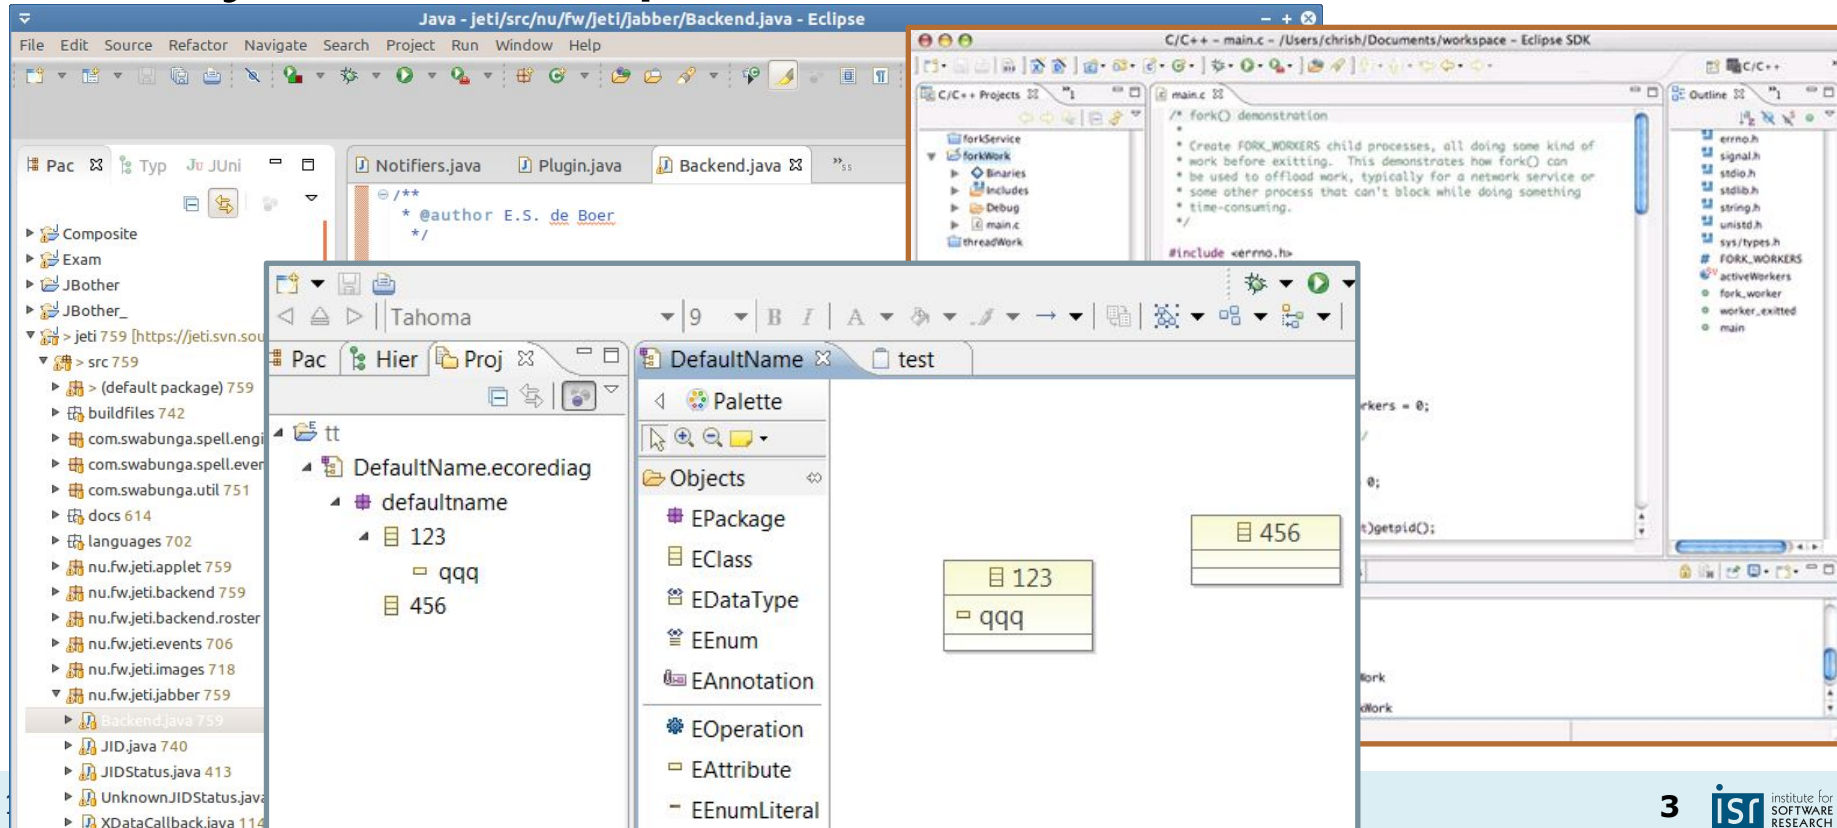 Java - jeti/src/nu/fw/jeti/jabber/Backend.java - Eclipse
File Edit Source Refactor Navigate Search Project Run Window Help
Pac Typ JUni
Notifiers.java Plugin.java Backend.java
/**
* @author E.S. de Boer
*/
Composite
Exam
JBother
JBother_
> jeti 759 [https://jeti.svn.sou
> src 759
> (default package) 759
buildfiles 742
com.swabunga.spell.engi
com.swabunga.spell.ever
com.swabunga.util 751
docs 614
languages 702
nu.fw.jeti.applet 759
nu.fw.jeti.backend 759
nu.fw.jeti.backend.roster
nu.fw.jeti.events 706
nu.fw.jeti.images 718
nu.fw.jeti.jabber 759
Backend.java 759
JID.java 740
JIDStatus.java 413
UnknownJIDStatus.java
XDataCallback.java 114
C/C++ - main.c - /Users/chrish/Documents/workspace - Eclipse SDK
C/C++
C/C++ Projects
forkService
forkWork
Binaries
Includes
Debug
main.c
threadWork
main.c
/* fork() demonstration
*
* Create FORK_WORKERS child processes, all doing some kind of
* work before exitting. This demonstrates how fork() can
* be used to offload work, typically for a network service or
* some other process that can't block while doing something
* time-consuming.
*/
#include <errno.h>
rkers = 0;
/
0;
t)getpid();
Outline
errno.h
signal.h
stdio.h
stdlib.h
string.h
unistd.h
sys/types.h
FORK_WORKERS
activeWorkers
fork_worker
worker_exitted
main
Tahoma 9 B I A
Pac Hier Proj
tt
DefaultName.ecorediag
defaultname
123
qqq
456
DefaultName test
Palette
Objects
EPackage
EClass
EDataType
EEnum
EAnnotation
EOperation
EAttribute
EEnumLiteral
123
qqq
456
3
isr institute for
SOFTWARE
RESEARCH